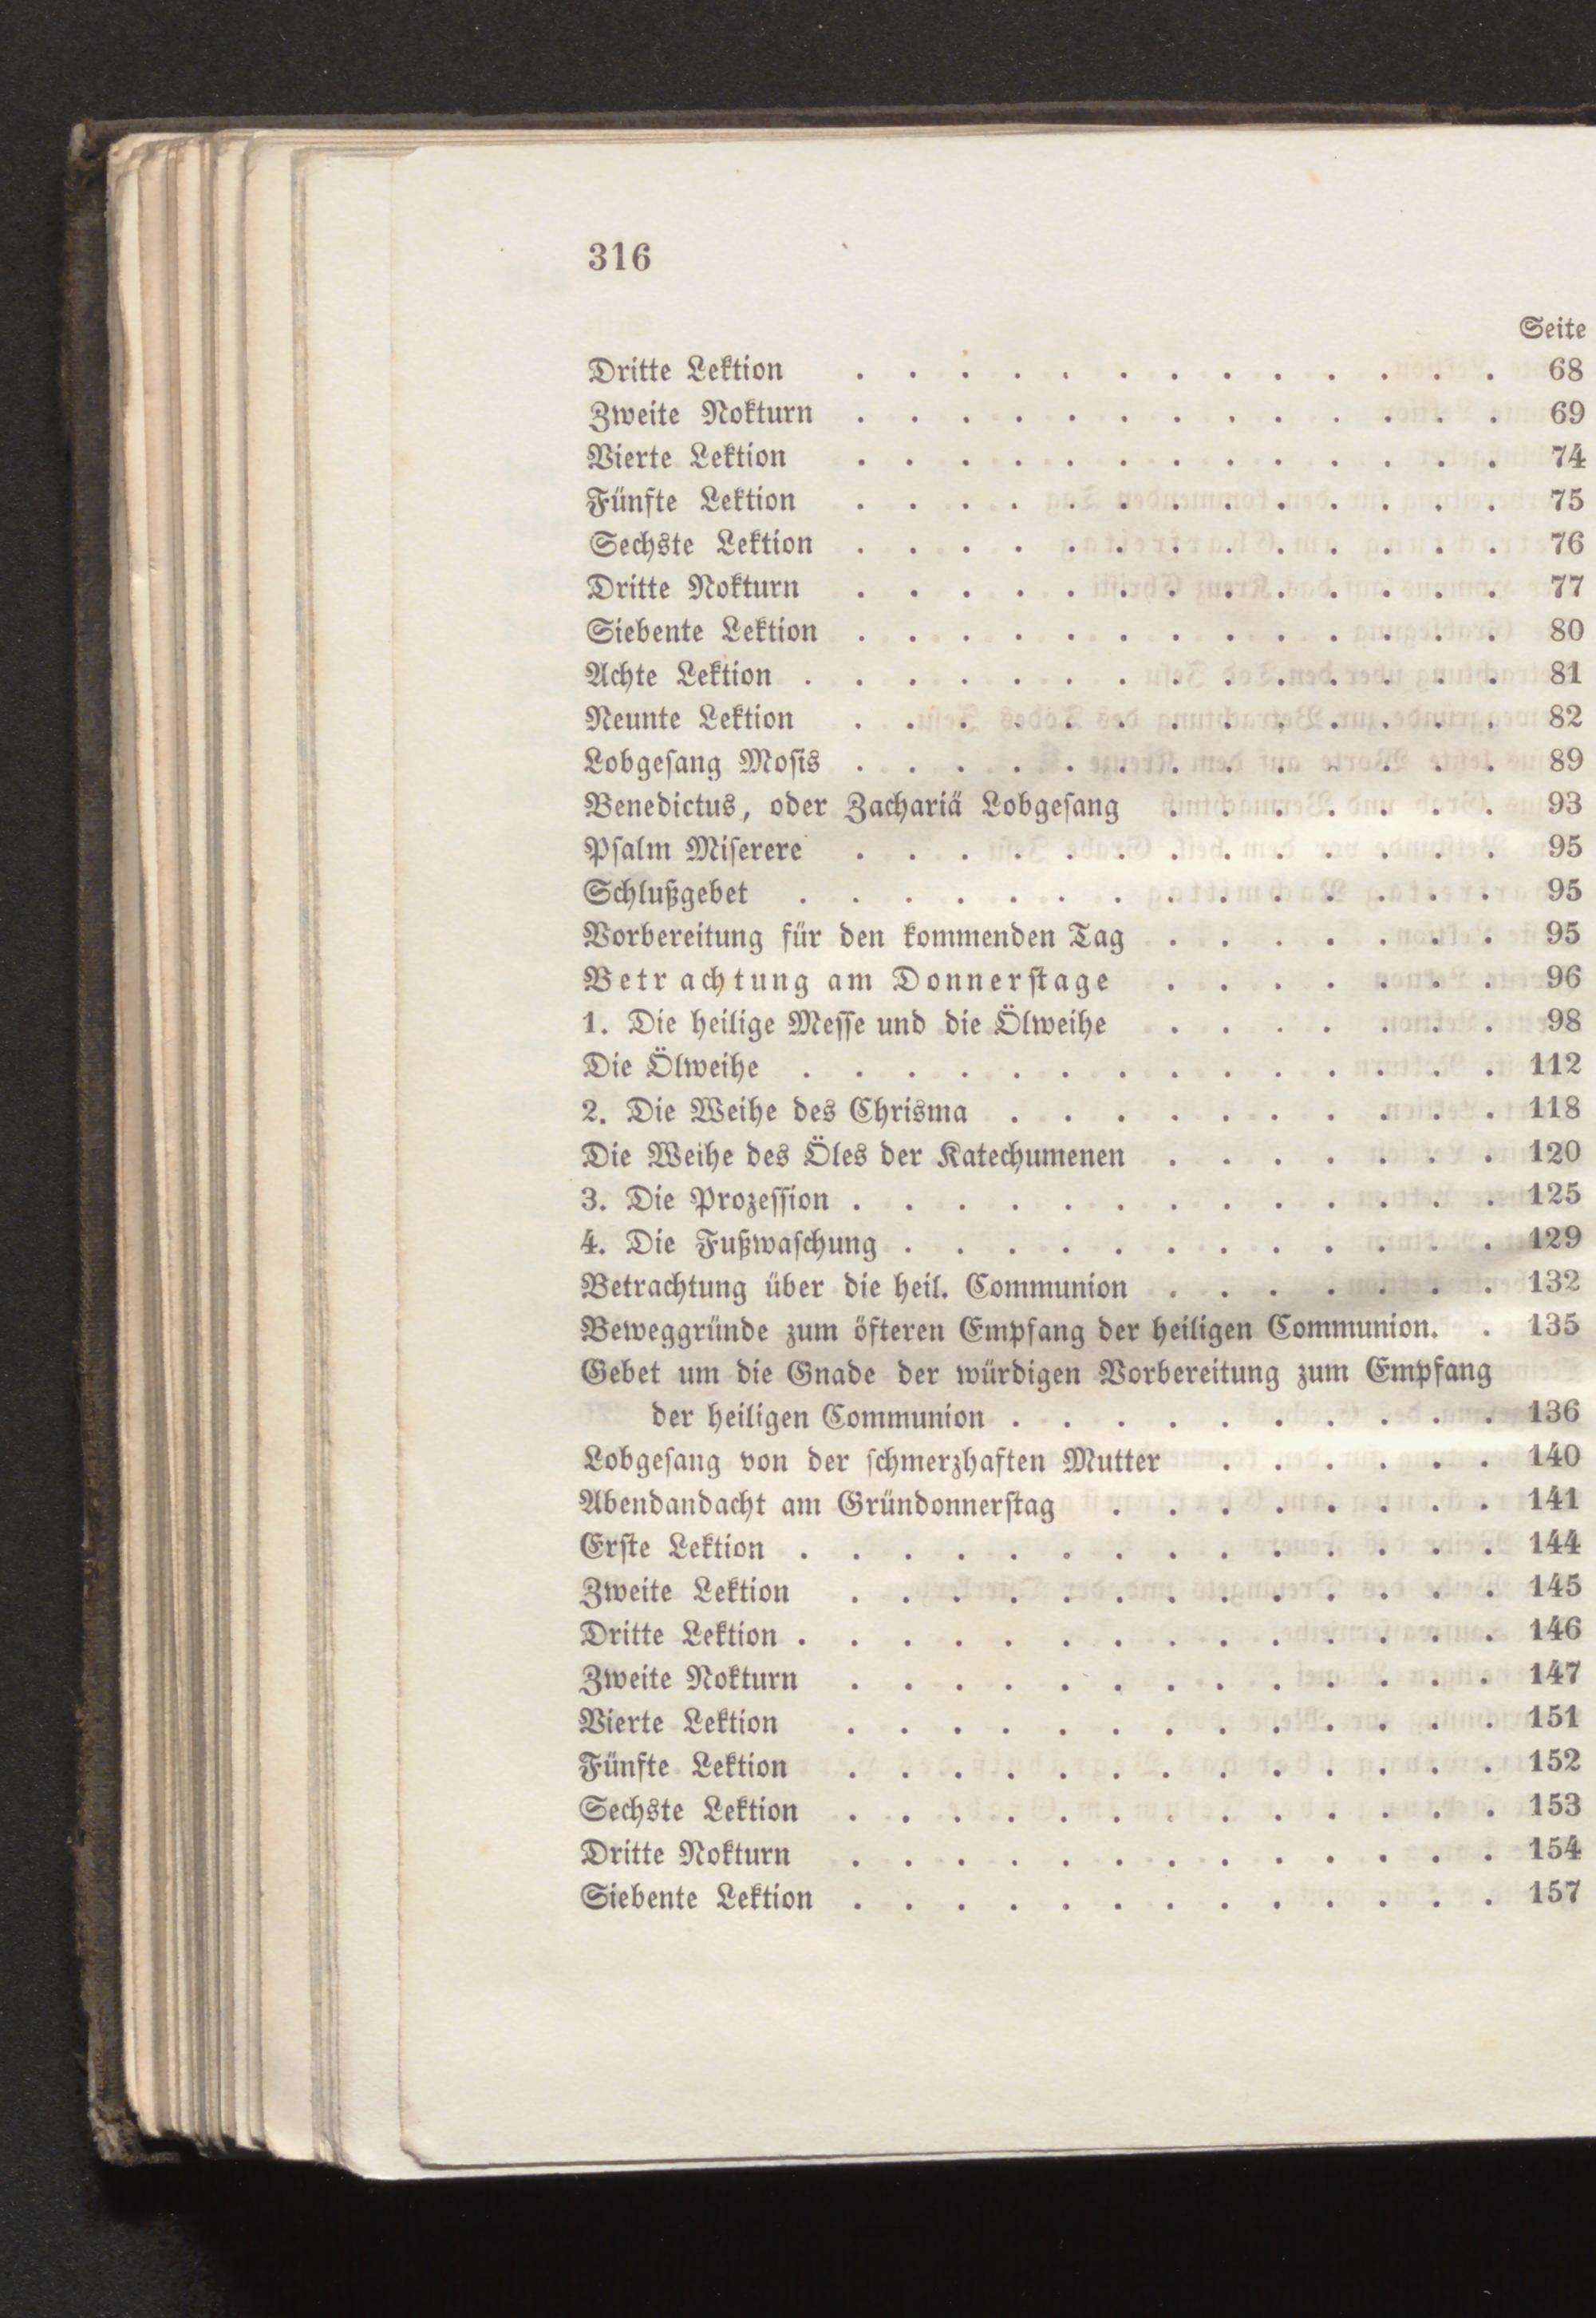 316
Seite
Dritte Lektion . . . . . . . . . . . . . 68
Zweite Nokturn . . . . . . . . . . . . . 69
Vierte Lektion . . . . . . . . . . . . . 74
Fünfte Lektion . . . . . . . . . . . . . 75
Sechste Lektion . . . . . . . . . . . . . 76
Dritte Nokturn . . . . . . . . . . . . . 77
Siebente Lektion . . . . . . . . . . . . . 80
Achte Lektion . . . . . . . . . . . . . . 81
Neunte Lektion . . . . . . . . . . . . . 82
Lobgeſang Moſis . . . . . . . . . . . . . 89
Benedictus, oder Zachariä Lobgeſang . . . . . . . 93
Pſalm Miſerere . . . . . . . . . . . . . 95
Schlußgebet . . . . . . . . . . . . . . 95
Vorbereitung für den kommenden Tag . . . . . . . 95
Betrachtung am Donnerſtage . . . . . . . 96
1. Die heilige Meſſe und die Ölweihe . . . . . . . 98
Die Ölweihe . . . . . . . . . . . . . . 112
2. Die Weihe des Chrisma . . . . . . . . . . 118
Die Weihe des Öles der Katechumenen . . . . . . . 120
3. Die Prozeſſion . . . . . . . . . . . . . 125
4. Die Fußwaſchung . . . . . . . . . . . . 129
Betrachtung über die heil. Communion . . . . . . . 132
Beweggründe zum öfteren Empfang der heiligen Communion. . 135
Gebet um die Gnade der würdigen Vorbereitung zum Empfang
der heiligen Communion . . . . . . . . . . 136
Lobgeſang von der ſchmerzhaften Mutter . . . . . . 140
Abendandacht am Gründonnerſtag . . . . . . . . 141
Erſte Lektion . . . . . . . . . . . . . . 144
Zweite Lektion . . . . . . . . . . . . . 145
Dritte Lektion . . . . . . . . . . . . . . 146
Zweite Nokturn . . . . . . . . . . . . . 147
Vierte Lektion . . . . . . . . . . . . . 151
Fünfte Lektion . . . . . . . . . . . . . 152
Sechste Lektion . . . . . . . . . . . . . 153
Dritte Nokturn . . . . . . . . . . . . . 154
Siebente Lektion . . . . . . . . . . . . . 157